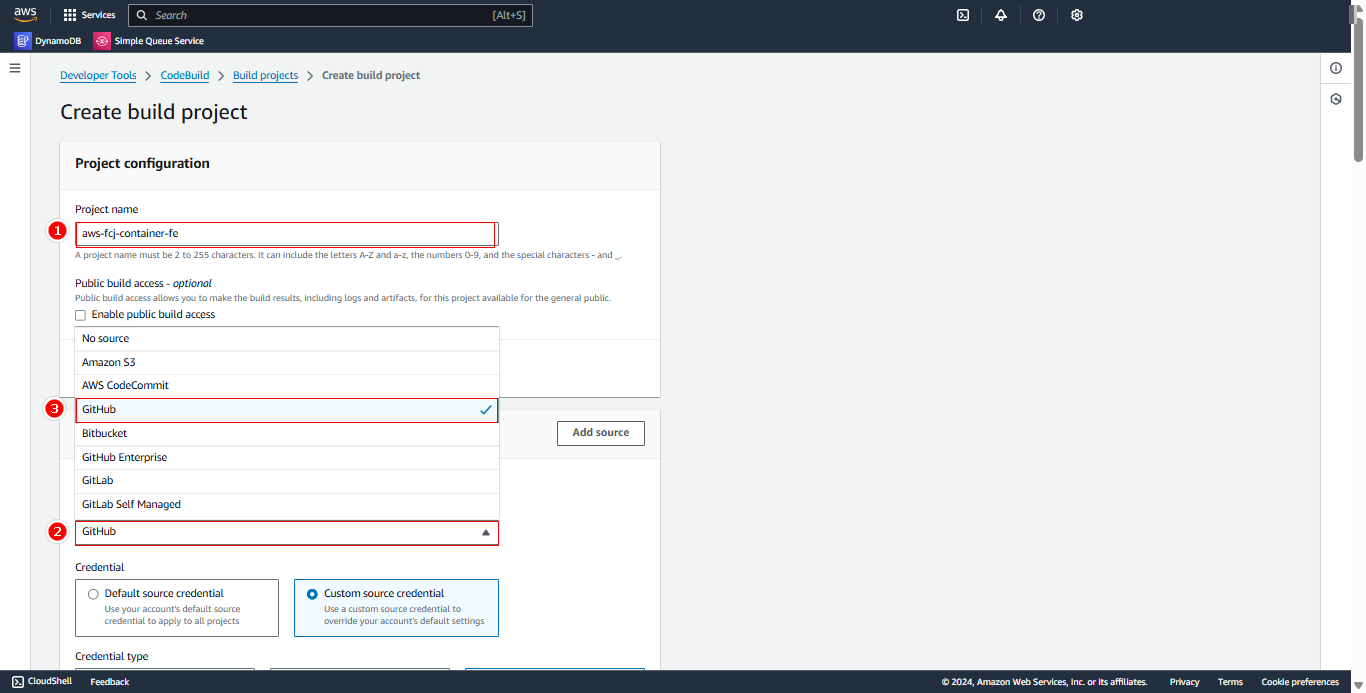 aws
Services
Search
[Alt+S]
DynamoDB
Simple Queue Service
Developer Tools
CodeBuild
Build projects
Create build project
Create build project
Project configuration
Project name
1
aws-fcj-container-fe
A project name must be 2 to 255 characters. It can include the letters A-Z and a-z, the numbers 0-9, and the special characters - and _.
Public build access - optional
Public build access allows you to make the build results, including logs and artifacts, for this project available for the general public.
Enable public build access
No source
Amazon S3
AWS CodeCommit
3
GitHub
Bitbucket
Add source
GitHub Enterprise
GitLab
GitLab Self Managed
2
GitHub
Credential
Default source credential
Use your account's default source
credential to apply to all projects
Custom source credential
Use a custom source credential to
override your account's default settings
Credential type
CloudShell
Feedback
© 2024, Amazon Web Services, Inc. or its affiliates.
Privacy
Terms
Cookie preferences